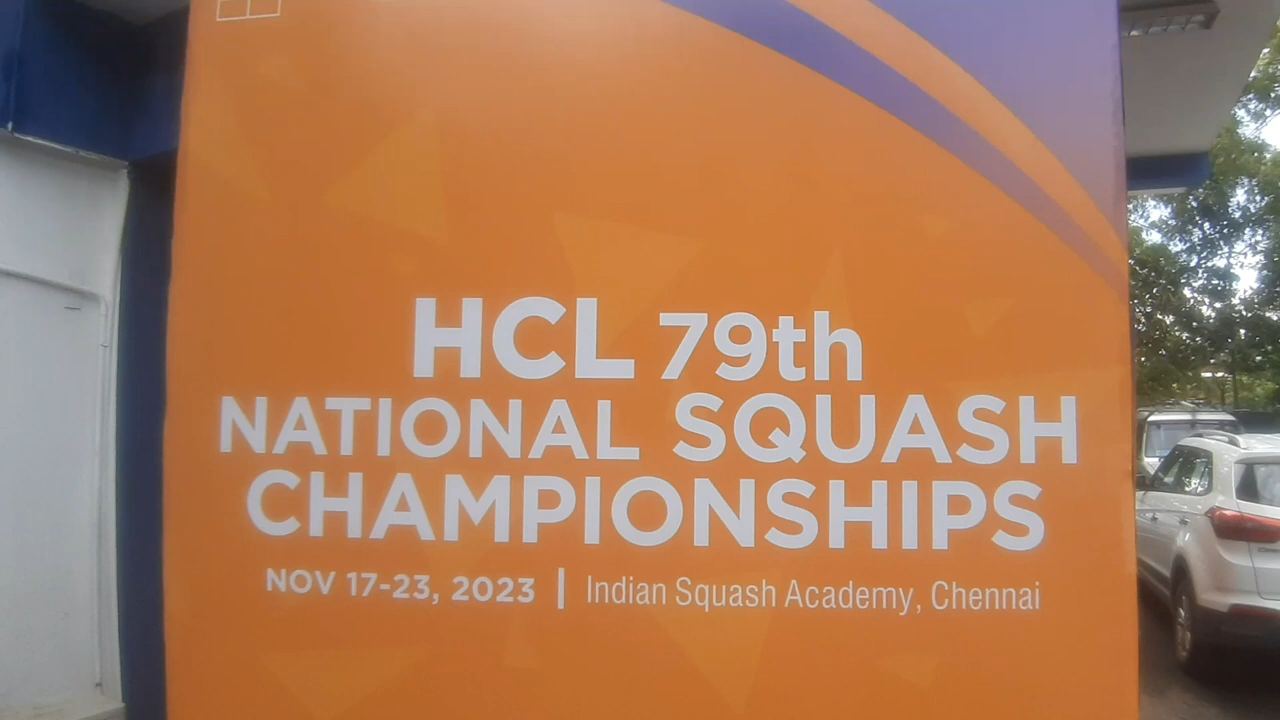 HCL 79th
NATIONAL SQUASH
CHAMPIONSHIPS
NOV 17-23, 2023 | Indian Squash Academy, Chennai